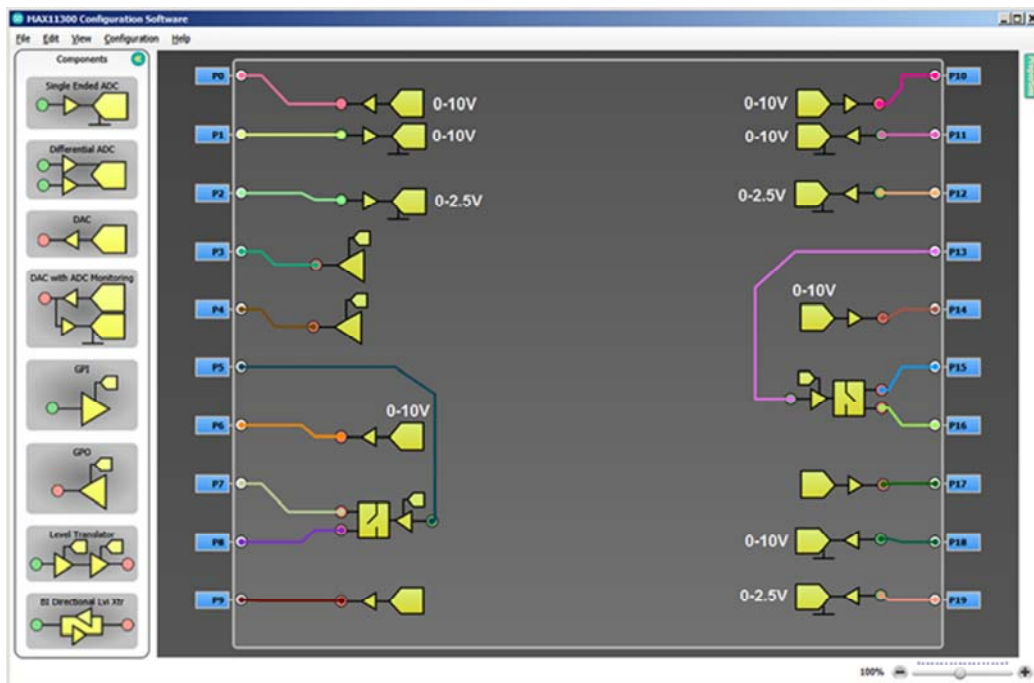 MAX11300 Configuration Software
File Edit View Configuration Help
Components
Single Ended ADC
Differential ADC
DAC
DAC with ADC Monitoring
GPI
GPO
Level Translator
BI Directional Lvl Xtr
P0
0-10V
P1
0-10V
P2
0-2.5V
P3
P4
P5
P6
0-10V
P7
P8
P9
P10
0-10V
P11
0-10V
P12
0-2.5V
P13
P14
0-10V
P15
P16
P17
P18
0-10V
P19
0-2.5V
Properties
100%